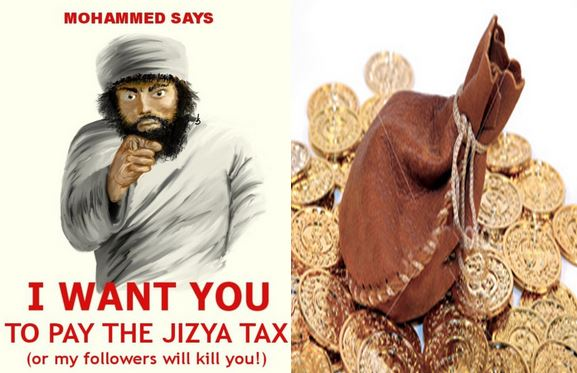 MOHAMMED SAYS
I WANT YOU
TO PAY THE JIZYA TAX
(or my followers will kill you!)